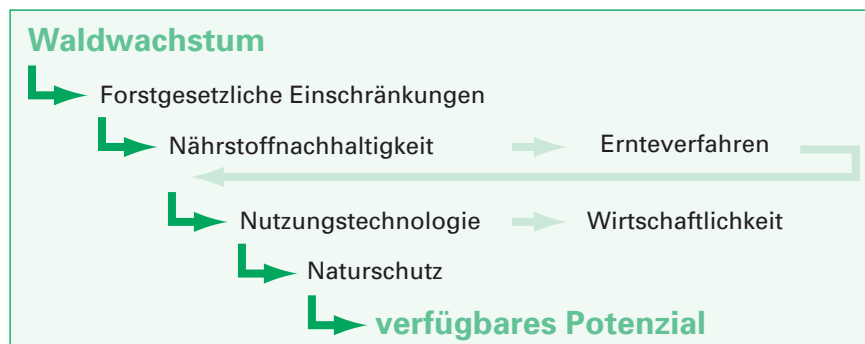 Waldwachstum
Forstgesetzliche Einschränkungen
Nährstoffnachhaltigkeit Ernteverfahren
Nutzungstechnologie Wirtschaftlichkeit
Naturschutz
verfügbares Potenzial